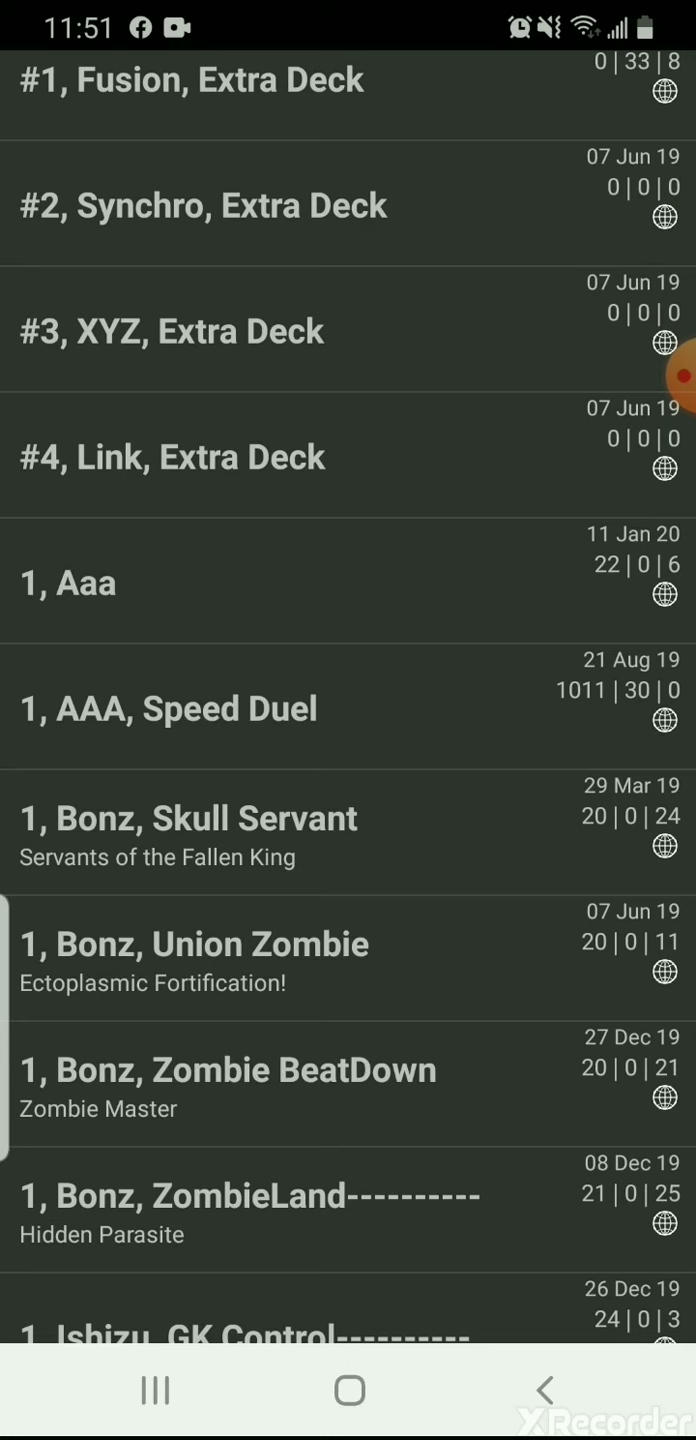 11:51
0 | 33 | 8
#1, Fusion, Extra Deck
07 Jun 19
0 | 0 | 0
#2, Synchro, Extra Deck
07 Jun 19
0 | 0 | 0
#3, XYZ, Extra Deck
07 Jun 19
0 | 0 | 0
#4, Link, Extra Deck
11 Jan 20
22 | 0 | 6
1, Aaa
21 Aug 19
1011 | 30 | 0
1, AAA, Speed Duel
29 Mar 19
20 | 0 | 24
1, Bonz, Skull Servant
Servants of the Fallen King
07 Jun 19
20 | 0 | 11
1, Bonz, Union Zombie
Ectoplasmic Fortification!
27 Dec 19
20 | 0 | 21
1, Bonz, Zombie BeatDown
Zombie Master
08 Dec 19
21 | 0 | 25
1, Bonz, ZombieLand----------
Hidden Parasite
26 Dec 19
24 | 0 | 3
1, Ishizu, GK Control----------
XRecorder